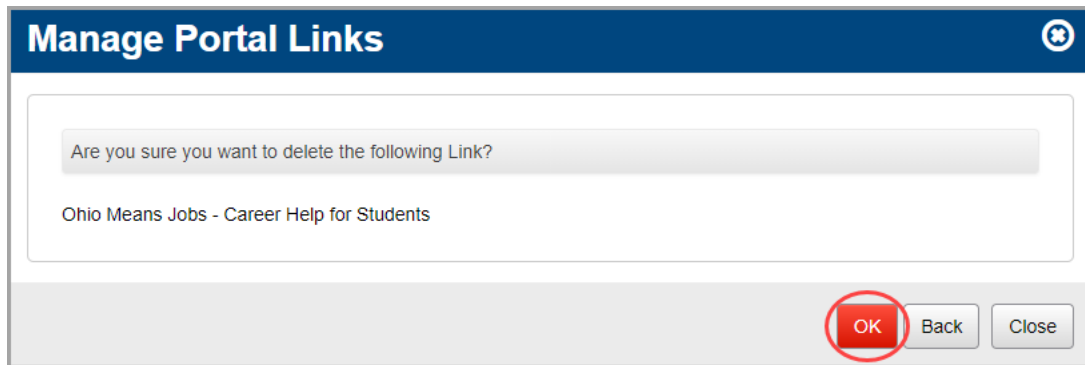 Manage Portal Links
Are you sure you want to delete the following Link?
Ohio Means Jobs - Career Help for Students
OK Back Close